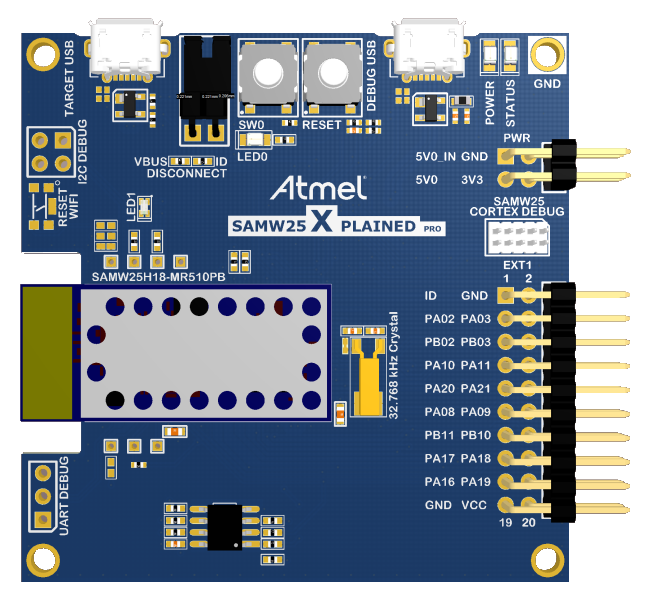 TARGET USB
DEBUG USB
POWER
STATUS
GND
SW0
RESET
LED0
I2C DEBUG
VBUS
ID
DISCONNECT
PWR
5V0_IN GND
5V0 3V3
RESET
WIFI
LED1
Atmel
SAMW25 XPLAINED PRO
SAMW25
CORTEX DEBUG
SAMW25H18-MR510PB
EXT1
1 2
ID GND
PA02 PA03
PB02 PB03
PA10 PA11
PA20 PA21
PA08 PA09
PB11 PB10
PA17 PA18
PA16 PA19
GND VCC
19 20
32.768 kHz Crystal
UART DEBUG